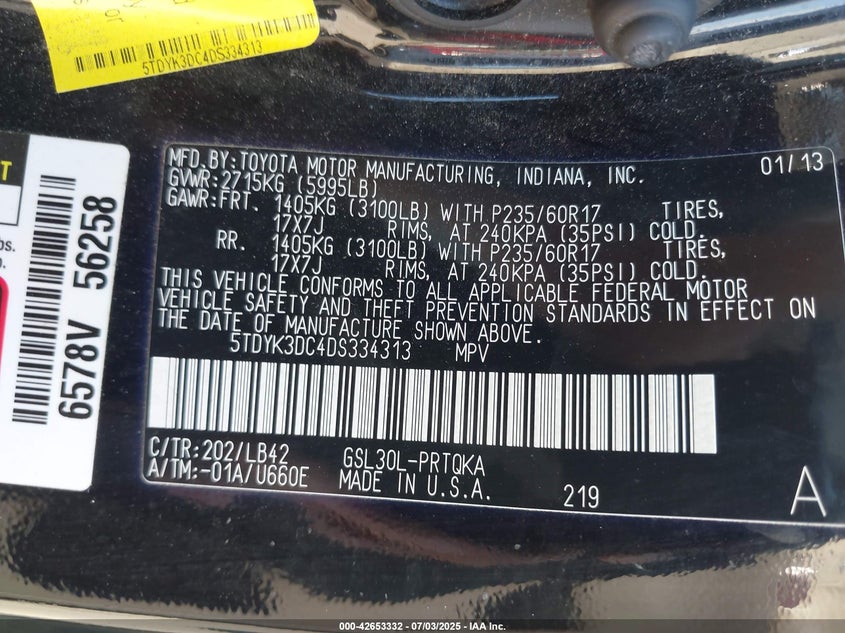 5TDYK3DC4DS334313
T
bs.
6578V 56258
MFD.BY:TOYOTA MOTOR MANUFACTURING, INDIANA, INC. 01/13
GVWR:2715KG (5995LB)
GAWR:FRT. 1405KG (3100LB) WITH P235/60R17 TIRES,
17X7J RIMS, AT 240KPA (35PSI) COLD.
RR. 1405KG (3100LB) WITH P235/60R17 TIRES,
17X7J RIMS, AT 240KPA (35PSI) COLD.
THIS VEHICLE CONFORMS TO ALL APPLICABLE FEDERAL MOTOR
VEHICLE SAFETY AND THEFT PREVENTION STANDARDS IN EFFECT ON
THE DATE OF MANUFACTURE SHOWN ABOVE.
5TDYK3DC4DS334313 MPV
C/TR:202/LB42 GSL30L-PRTQKA
A/TM:-01A/U660E MADE IN U.S.A. 219 A
000-42653332 - 07/03/2025 - IAA Inc.